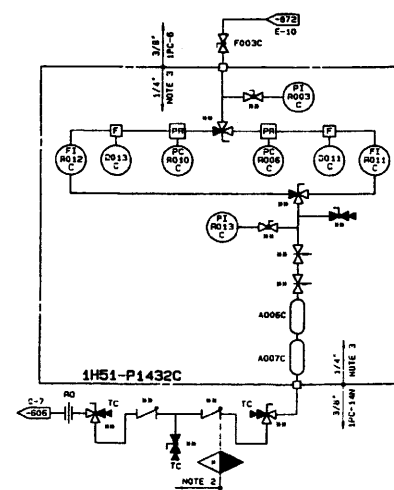 -872
E-10
F003C
3/8" 1PC-6
1/4" NOTE 3
PI
R003
C
**
**
F
PR
PR
F
FI
R012
C
D013
C
PC
R010
C
PC
R006
C
D011
C
FI
R011
C
**
PI
R013
C
**
**
**
**
A006C
A007C
1/4" NOTE 3
3/8" 1PC-14N
1H51-P1432C
C-7
-606
RO
TC
**
**
**
TC
**
**
TC
*
NOTE 2